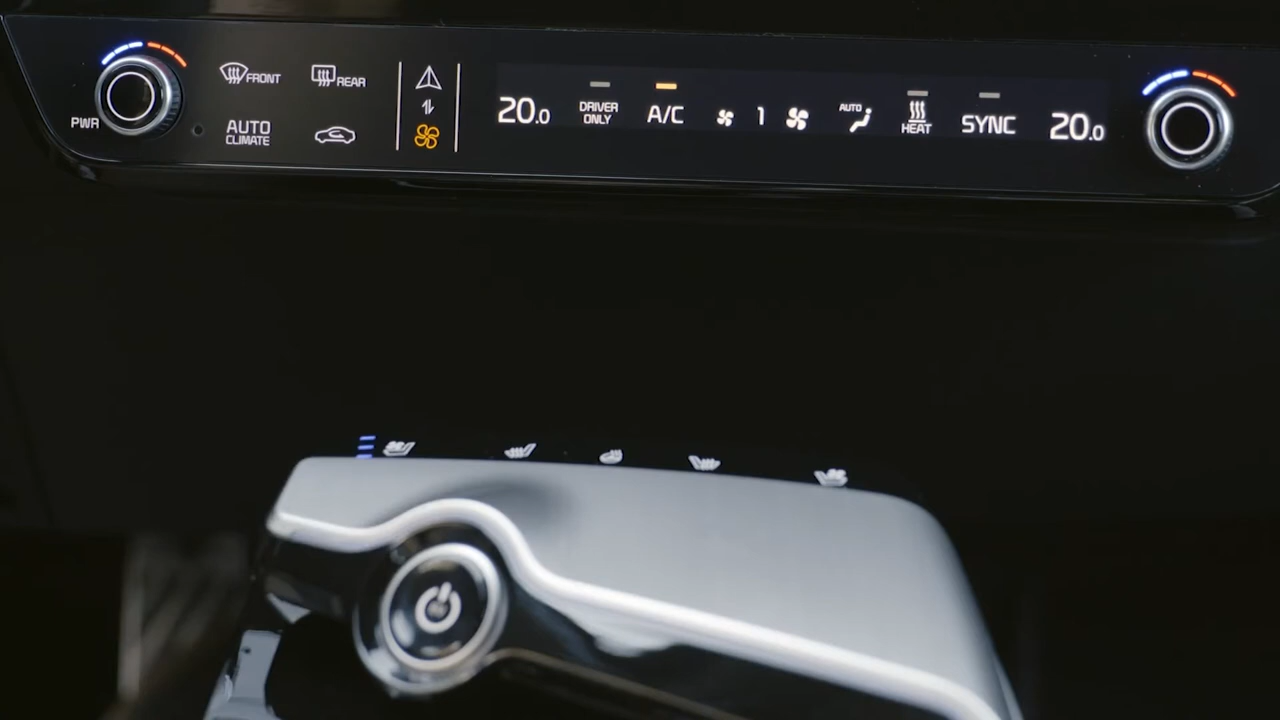 PWR
FRONT
REAR
AUTO
CLIMATE
20.0
DRIVER
ONLY
A/C
1
AUTO
HEAT
SYNC
20.0